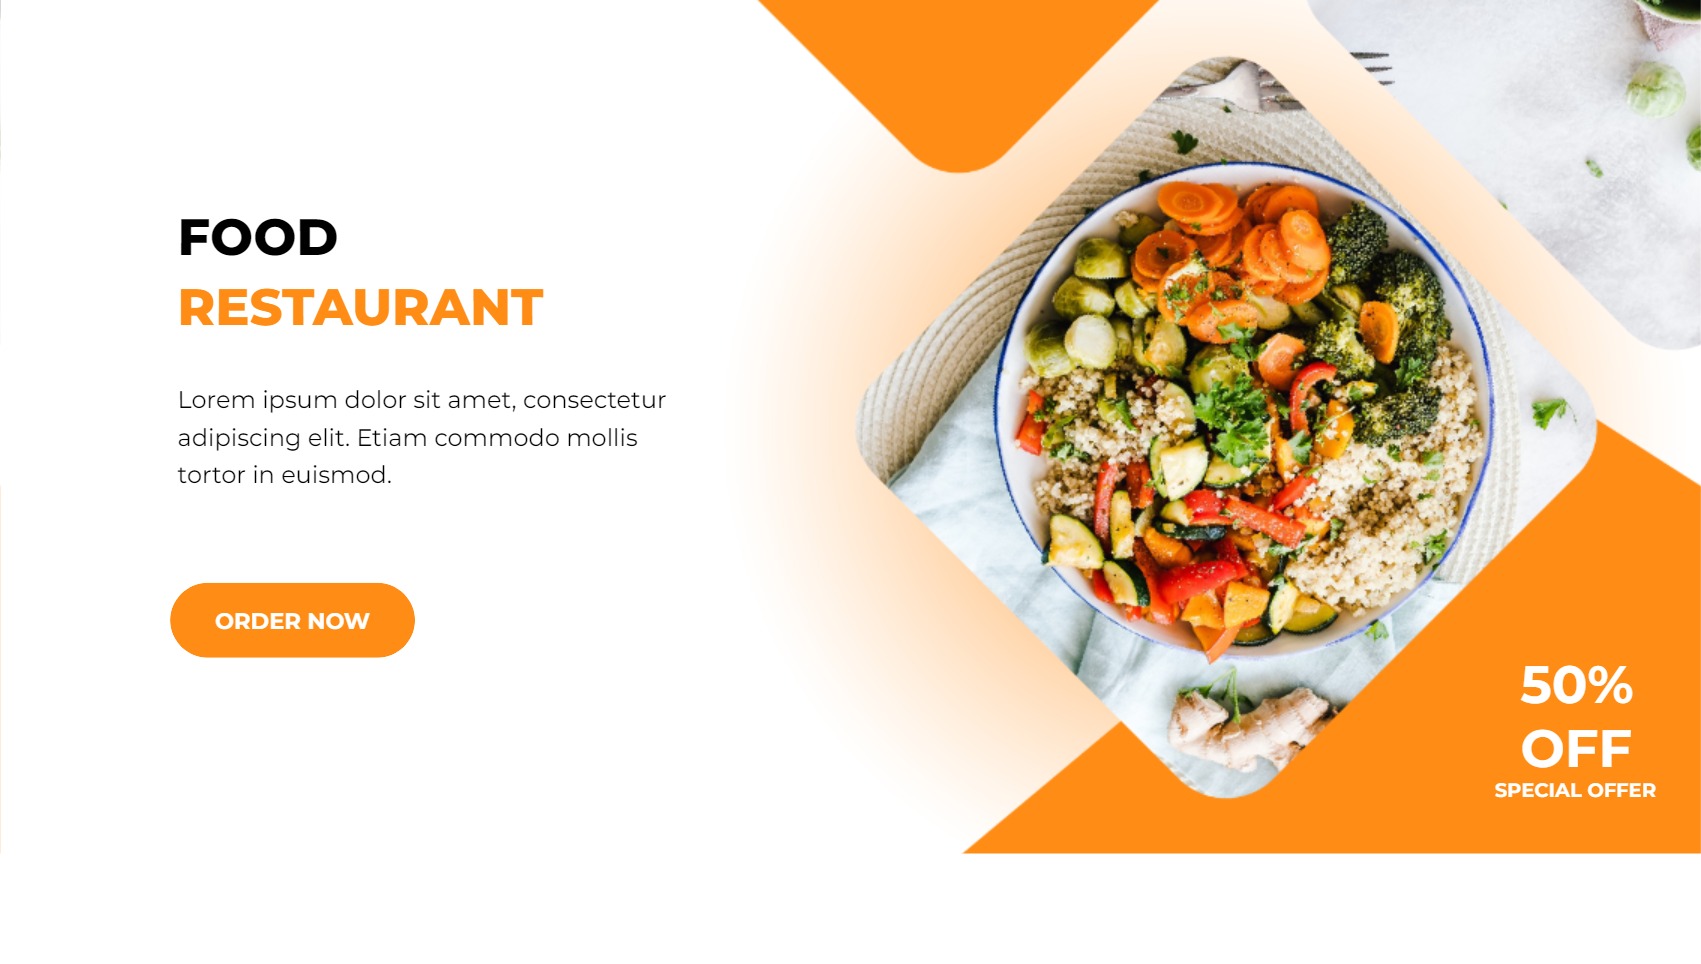 FOOD
RESTAURANT
Lorem ipsum dolor sit amet, consectetur
adipiscing elit. Etiam commodo mollis
tortor in euismod.
ORDER NOW
50%
OFF
SPECIAL OFFER